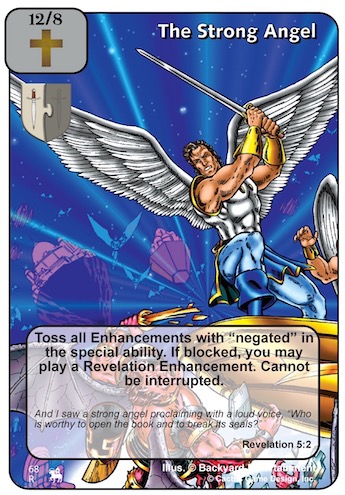 12/8
The Strong Angel
Toss all Enhancements with “negated” in
the special ability. If blocked, you may
play a Revelation Enhancement. Cannot
be interrupted.
And I saw a strong angel proclaiming with a loud voice, “Who
is worthy to open the book and to break its seals?”
Revelation 5:2
68
R
Illus. © Backyard Entertainment
© Cactus Game Design, Inc.